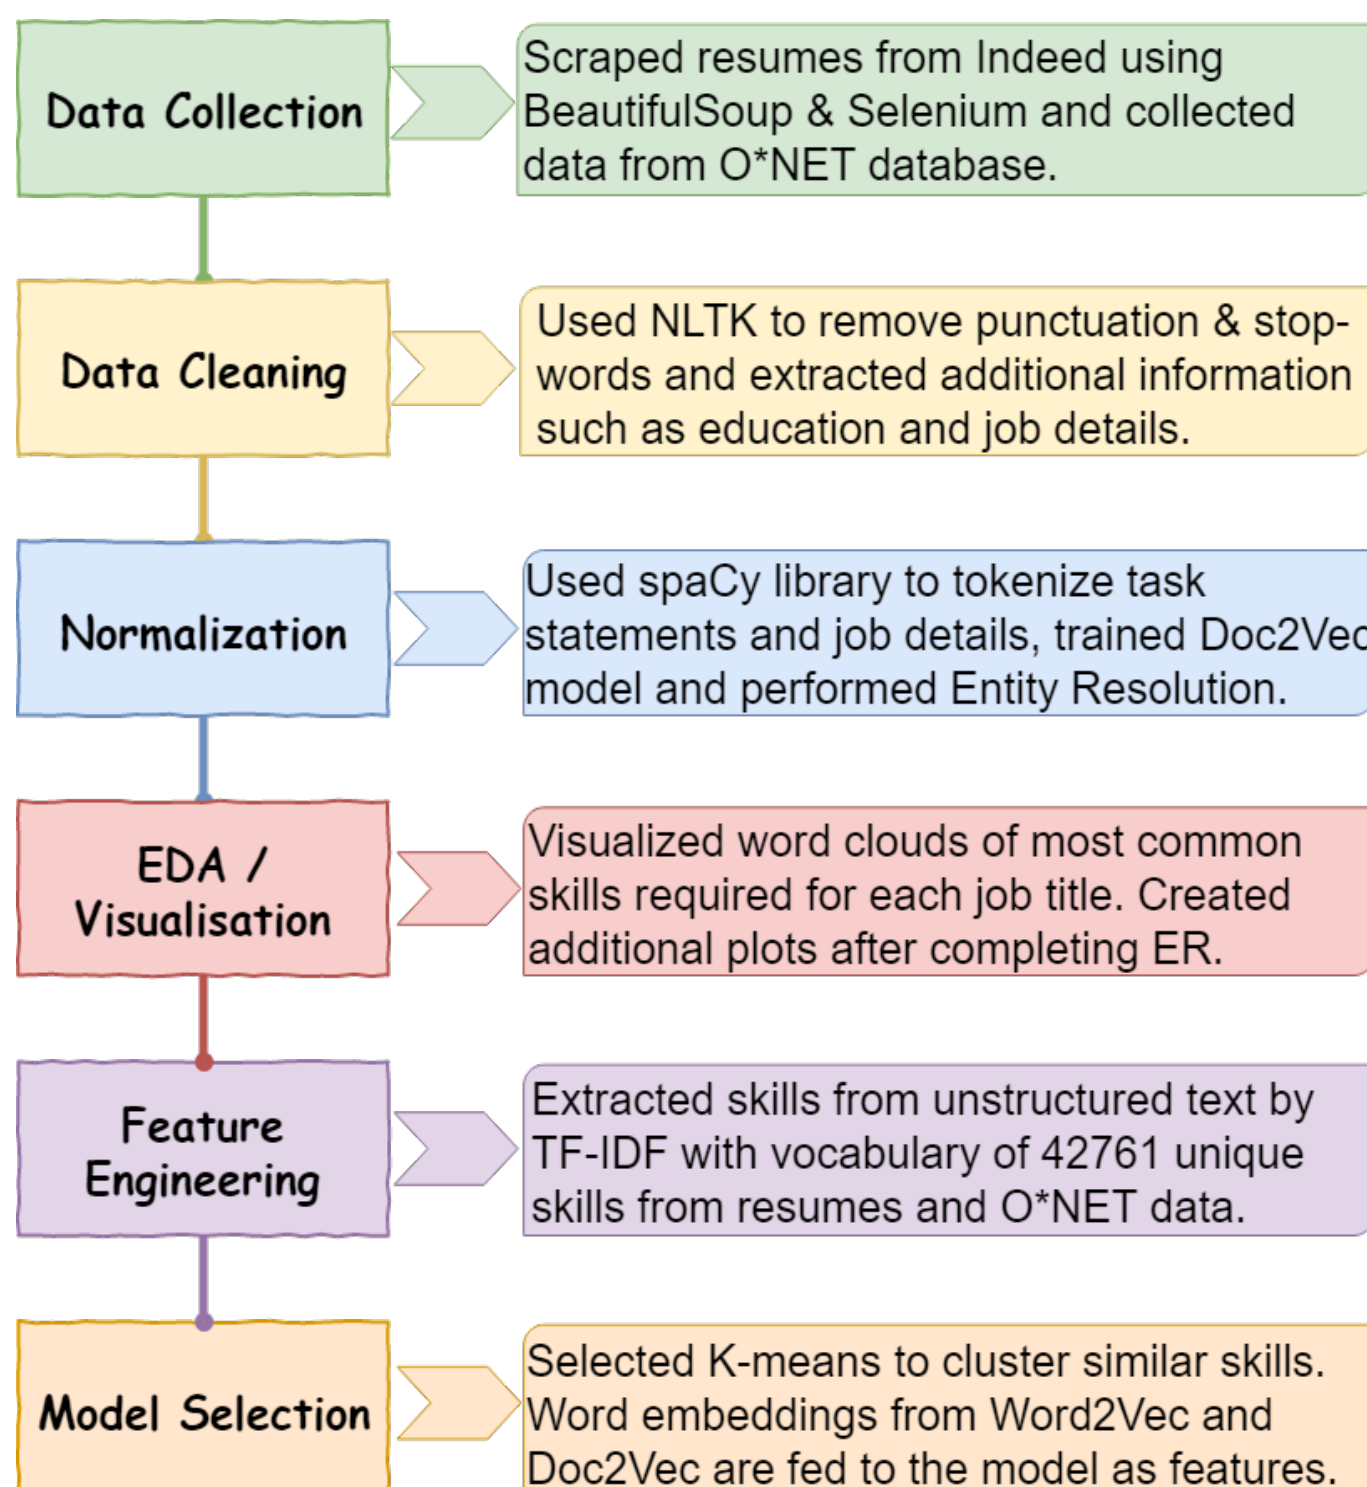 Data Collection
Scraped resumes from Indeed using
BeautifulSoup & Selenium and collected
data from O*NET database.
Data Cleaning
Used NLTK to remove punctuation & stop-
words and extracted additional information
such as education and job details.
Normalization
Used spaCy library to tokenize task
statements and job details, trained Doc2Vec
model and performed Entity Resolution.
EDA /
Visualisation
Visualized word clouds of most common
skills required for each job title. Created
additional plots after completing ER.
Feature
Engineering
Extracted skills from unstructured text by
TF-IDF with vocabulary of 42761 unique
skills from resumes and O*NET data.
Model Selection
Selected K-means to cluster similar skills.
Word embeddings from Word2Vec and
Doc2Vec are fed to the model as features.